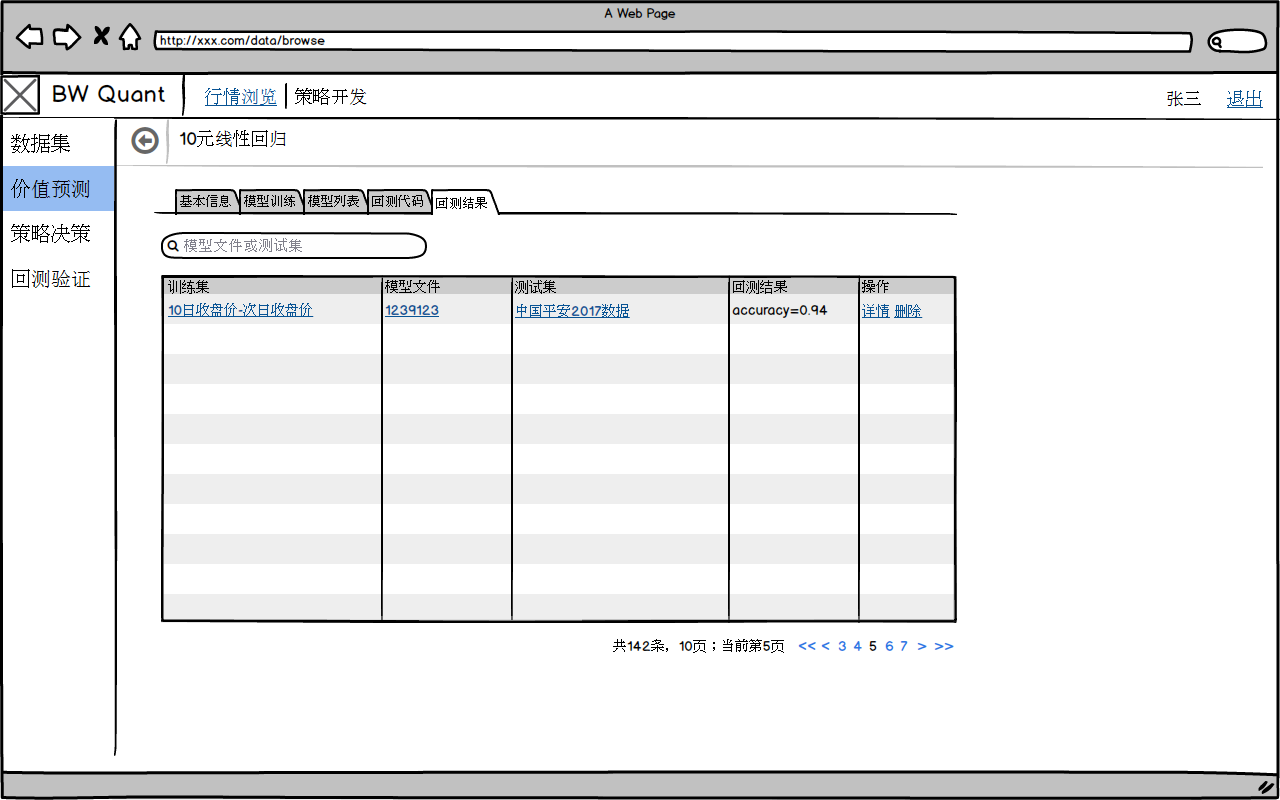 A Web Page
http://xxx.com/data/browse
BW Quant 行情浏览 策略开发 张三 退出
数据集
价值预测
策略决策
回测验证
10元线性回归
基本信息 模型训练 模型列表 回测代码 回测结果
模型文件或测试集
训练集 模型文件 测试集 回测结果 操作
10日收盘价-次日收盘价 1239123 中国平安2017数据 accuracy=0.94 详情 删除
共142条，10页；当前第5页 << < 3 4 5 6 7 > >>